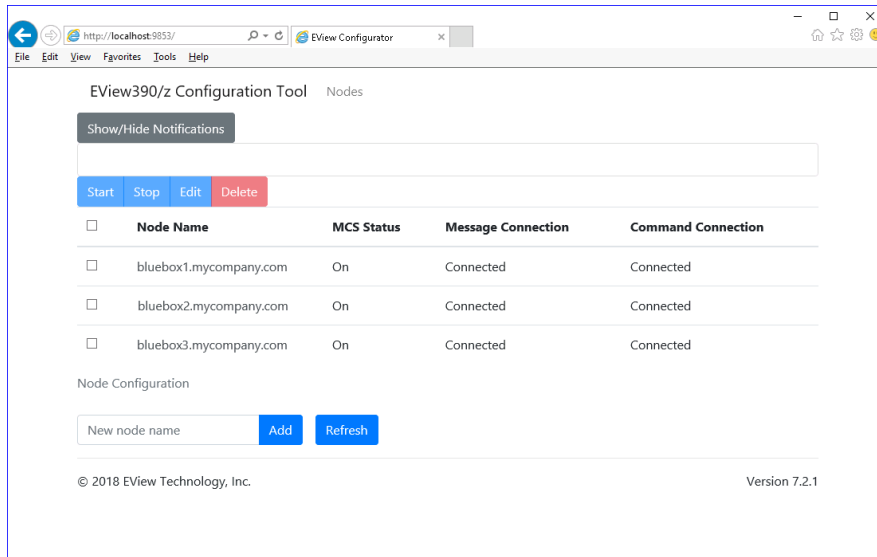 http://localhost:9853/ EView Configurator
File Edit View Favorites Tools Help
EView390/z Configuration Tool Nodes
Show/Hide Notifications
Start Stop Edit Delete
Node Name MCS Status Message Connection Command Connection
bluebox1.mycompany.com On Connected Connected
bluebox2.mycompany.com On Connected Connected
bluebox3.mycompany.com On Connected Connected
Node Configuration
New node name Add Refresh
© 2018 EView Technology, Inc. Version 7.2.1